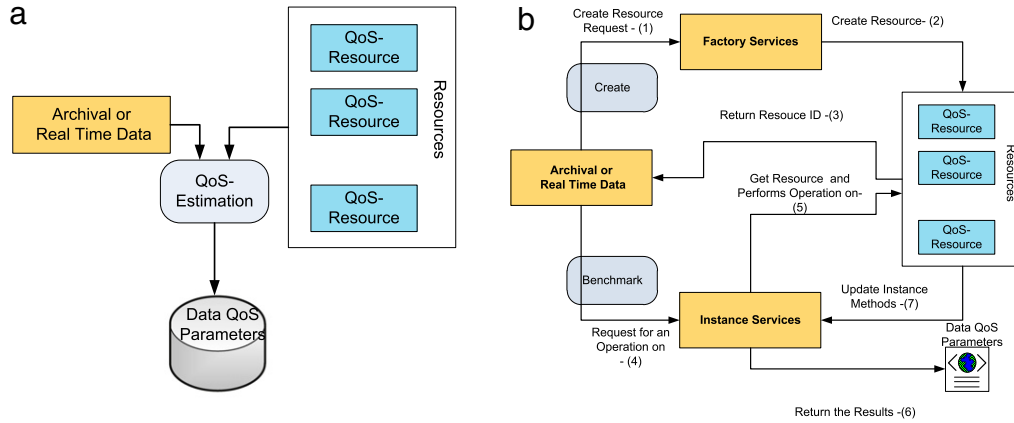 a
QoS-
Resource
QoS-
Resource
QoS-
Resource
Resources
Archival or
Real Time Data
QoS-
Estimation
Data QoS
Parameters
b
Create Resource
Request - (1)
Factory Services
Create Resource- (2)
Create
Return Resouce ID -(3)
QoS-
Resource
QoS-
Resource
QoS-
Resource
Resources
Archival or
Real Time Data
Get Resource and
Performs Operation on-
(5)
Benchmark
Update Instance
Methods -(7)
Instance Services
Request for an
Operation on
- (4)
Data QoS
Parameters
Return the Results -(6)